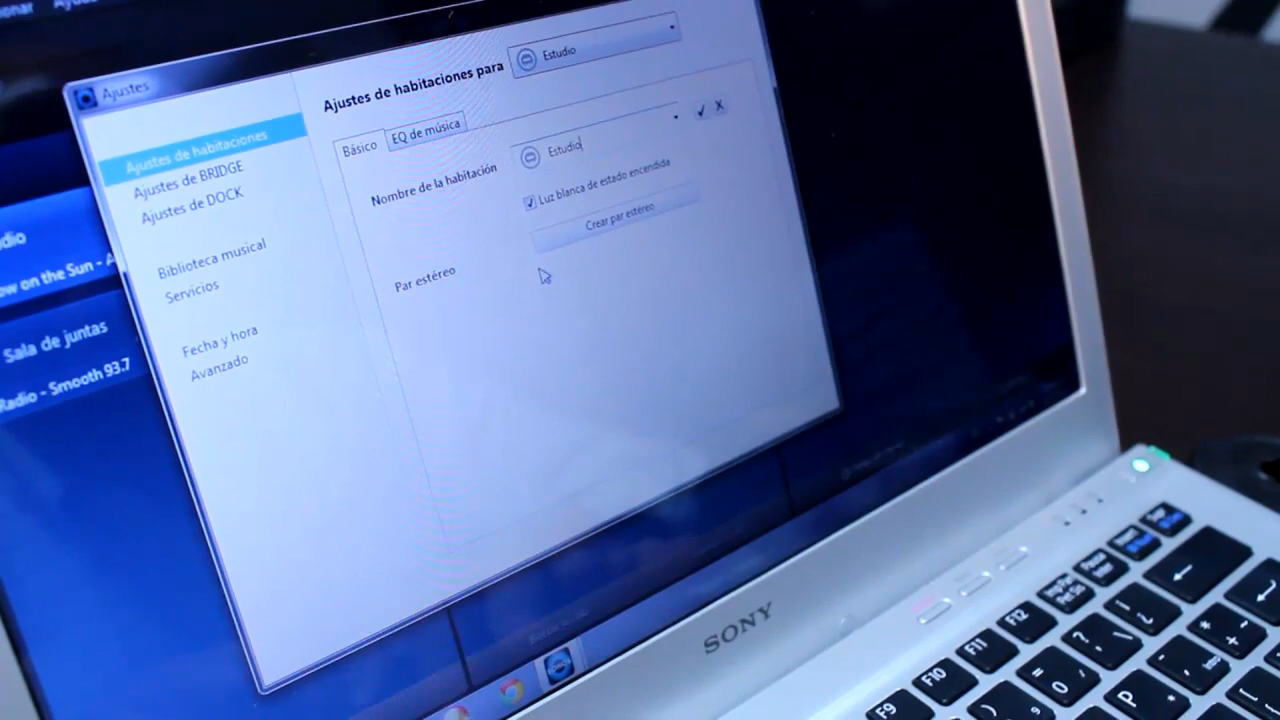 Ajustes
Ajustes de habitaciones para
Estudio
Ajustes de habitaciones
Ajustes de BRIDGE
Ajustes de DOCK
Biblioteca musical
Servicios
Fecha y hora
Avanzado
Básico
EQ de música
Nombre de la habitación
Estudio
Luz blanca de estado encendida
Crear par estéreo
Par estéreo
dio
ow on the Sun - A
Sala de juntas
Radio - Smooth 93.7
SONY
F9
F10
F11
F12
P